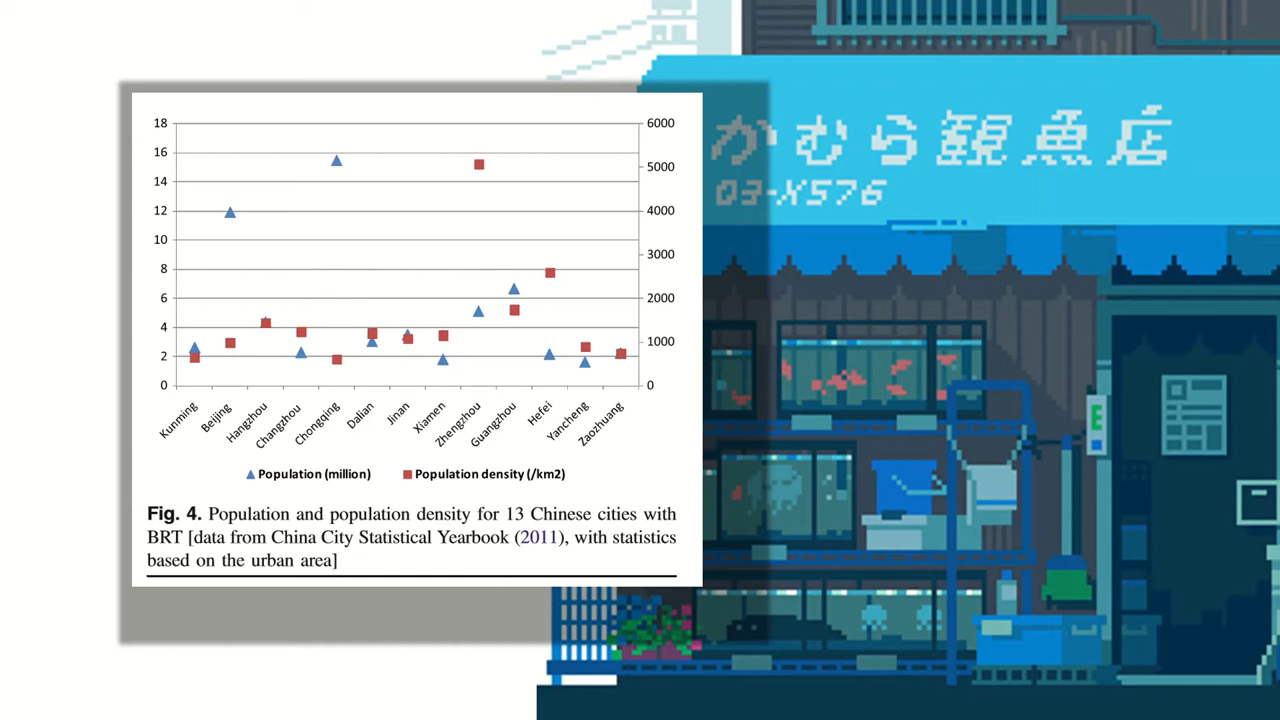 18
16
14
12
10
8
6
4
2
0
6000
5000
4000
3000
2000
1000
0
Kunming
Beijing
Hangzhou
Changzhou
Chongqing
Dalian
Jinan
Xiamen
Zhengzhou
Guangzhou
Hefei
Yancheng
Zaozhuang
Population (million) Population density (/km2)
Fig. 4. Population and population density for 13 Chinese cities with
BRT [data from China City Statistical Yearbook (2011), with statistics
based on the urban area]
かむら観魚店
03-X576
E